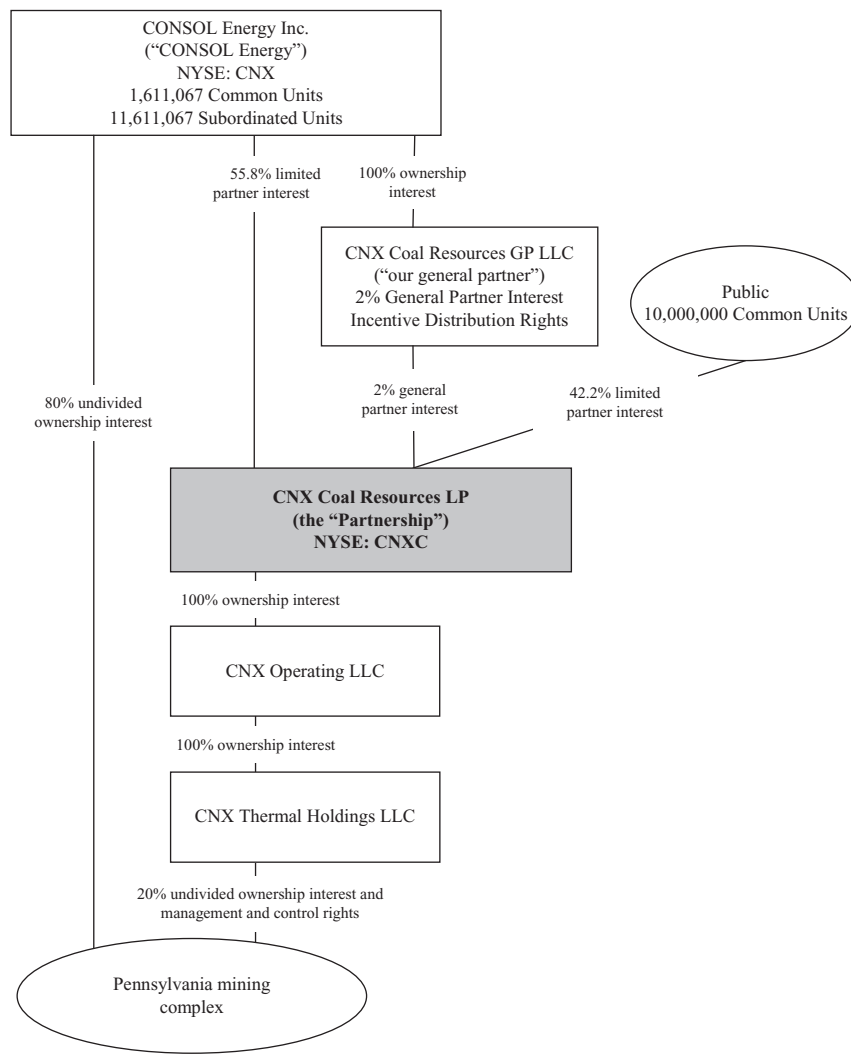 CONSOL Energy Inc.
(“CONSOL Energy”)
NYSE: CNX
1,611,067 Common Units
11,611,067 Subordinated Units
55.8% limited
partner interest
100% ownership
interest
CNX Coal Resources GP LLC
(“our general partner”)
2% General Partner Interest
Incentive Distribution Rights
Public
10,000,000 Common Units
80% undivided
ownership interest
2% general
partner interest
42.2% limited
partner interest
CNX Coal Resources LP
(the “Partnership”)
NYSE: CNXC
100% ownership interest
CNX Operating LLC
100% ownership interest
CNX Thermal Holdings LLC
20% undivided ownership interest and
management and control rights
Pennsylvania mining
complex